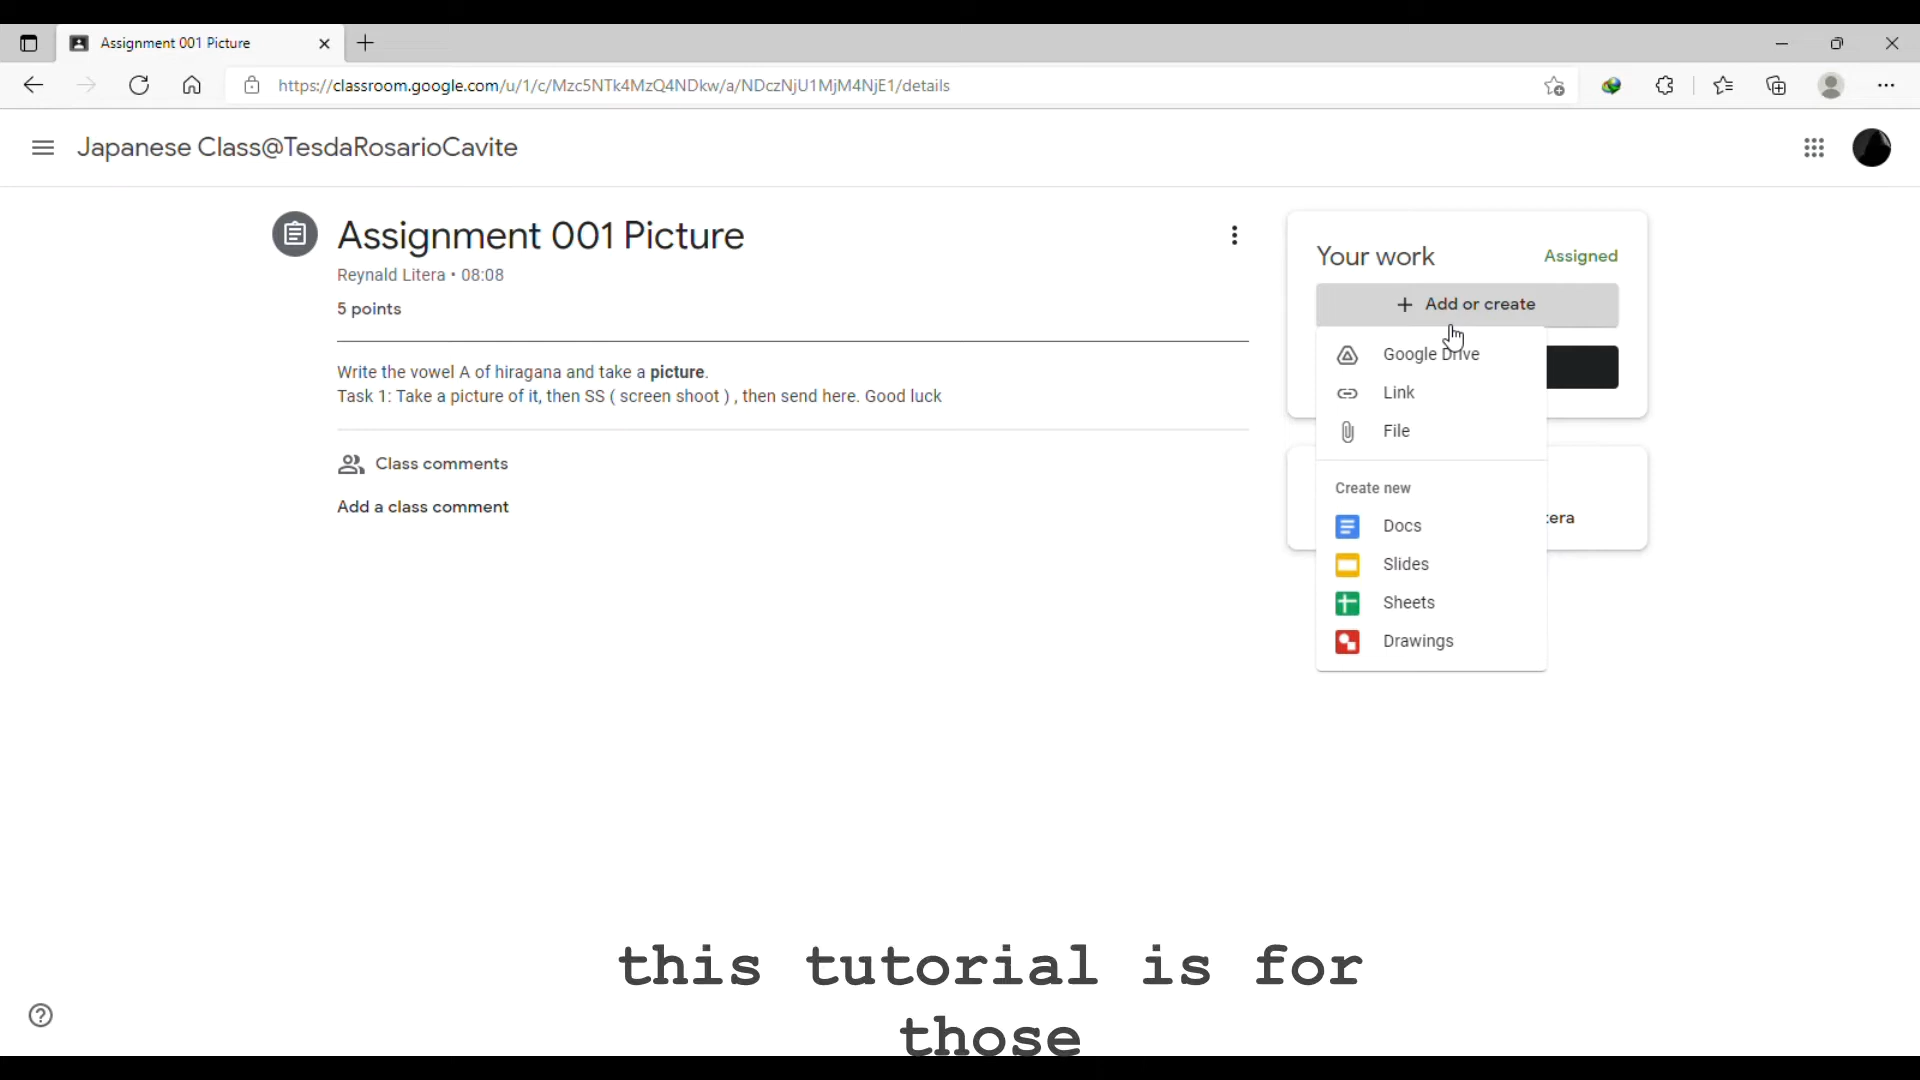 Assignment 001 Picture
https://classroom.google.com/u/1/c/Mzc5NTk4MzQ4NDkw/a/NDczNjU1MjM4NjE1/details
Japanese Class@TesdaRosarioCavite
Assignment 001 Picture
Reynald Litera • 08:08
5 points
Write the vowel A of hiragana and take a picture.
Task 1: Take a picture of it, then SS ( screen shoot ) , then send here. Good luck
Class comments
Add a class comment
Your work
Assigned
+ Add or create
Google Drive
Link
File
Create new
Docs
Slides
Sheets
Drawings
tera
this tutorial is for
those